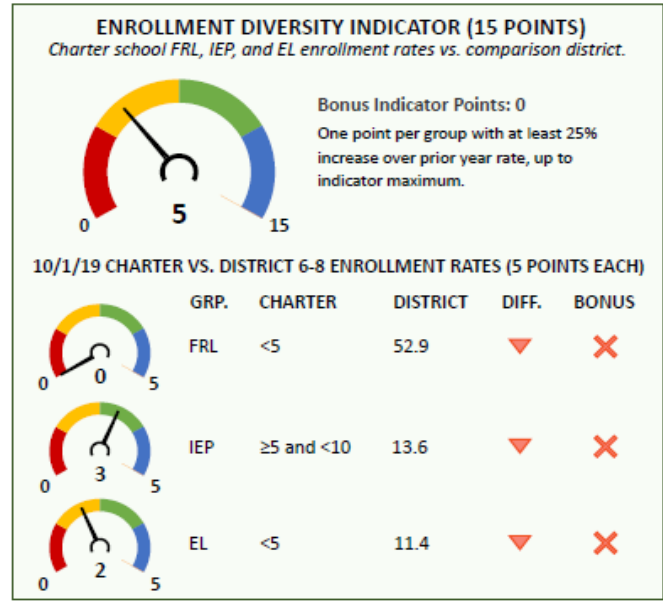 ENROLLMENT DIVERSITY INDICATOR (15 POINTS)
Charter school FRL, IEP, and EL enrollment rates vs. comparison district.
Bonus Indicator Points: 0
One point per group with at least 25%
increase over prior year rate, up to
indicator maximum.
0 5 15
10/1/19 CHARTER VS. DISTRICT 6-8 ENROLLMENT RATES (5 POINTS EACH)
GRP. CHARTER DISTRICT DIFF. BONUS
FRL <5 52.9
0 0 5
IEP ≥5 and <10 13.6
0 3 5
EL <5 11.4
0 2 5